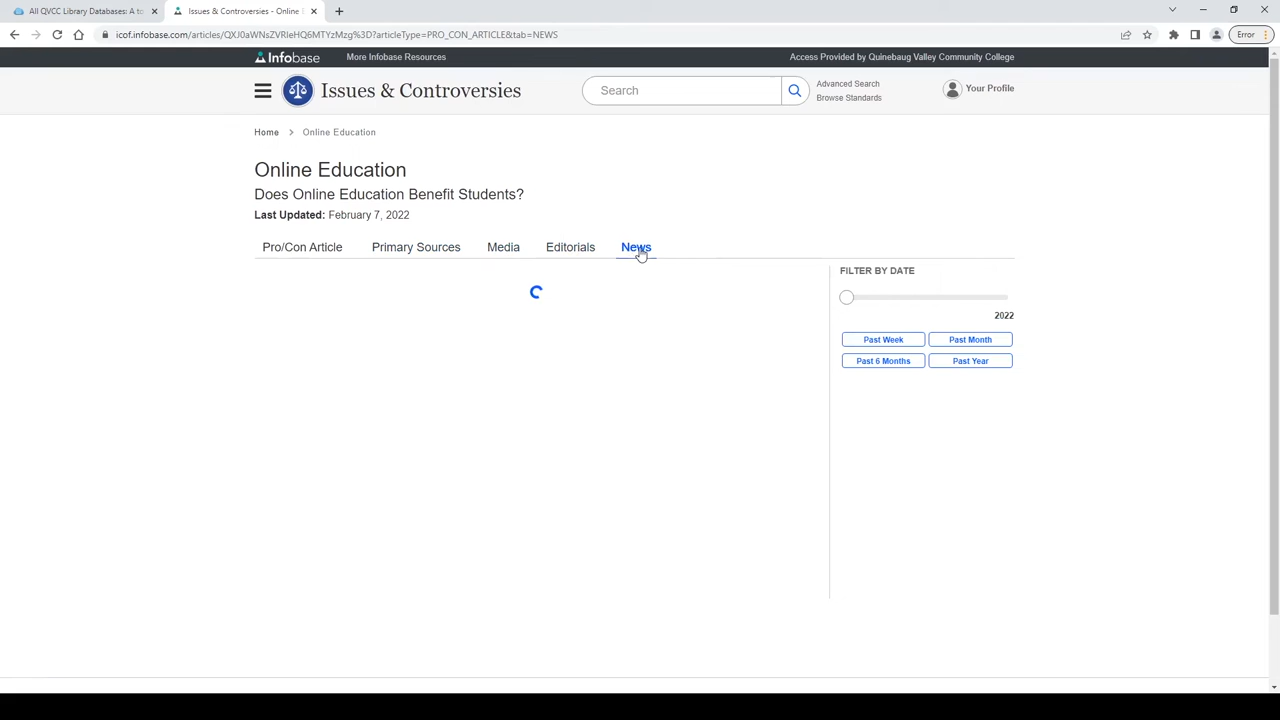 All QVCC Library Databases: A to
Issues & Controversies - Online E
icof.infobase.com/articles/QXJ0aWNsZVRleHQ6MTYzMzg%3D?articleType=PRO_CON_ARTICLE&tab=NEWS
Error
Infobase
More Infobase Resources
Access Provided by Quinebaug Valley Community College
Issues & Controversies
Search
Advanced Search
Browse Standards
Your Profile
Home > Online Education
Online Education
Does Online Education Benefit Students?
Last Updated: February 7, 2022
Pro/Con Article
Primary Sources
Media
Editorials
News
FILTER BY DATE
2022
Past Week
Past Month
Past 6 Months
Past Year